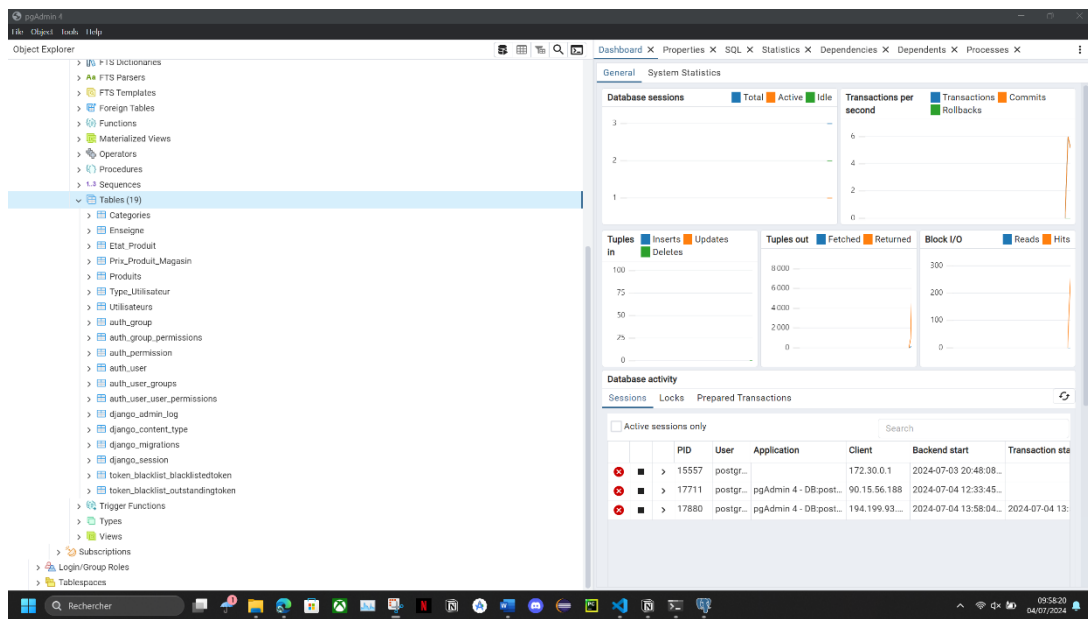 pgAdmin 4
File Object Tools Help
Object Explorer
FTS Dictionaries
FTS Parsers
FTS Templates
Foreign Tables
Functions
Materialized Views
Operators
Procedures
1..3 Sequences
Tables (19)
Categories
Enseigne
Etat_Produit
Prix_Produit_Magasin
Produits
Type_Utilisateur
Utilisateurs
auth_group
auth_group_permissions
auth_permission
auth_user
auth_user_groups
auth_user_user_permissions
django_admin_log
django_content_type
django_migrations
django_session
token_blacklist_blacklistedtoken
token_blacklist_outstandingtoken
Trigger Functions
Types
Views
Subscriptions
Login/Group Roles
Tablespaces
Dashboard Properties SQL Statistics Dependencies Dependents Processes
General System Statistics
Database sessions Total Active Idle
3
2
1
Transactions per second Transactions Commits Rollbacks
6
4
2
0
Tuples in Inserts Updates Deletes
100
75
50
25
0
Tuples out Fetched Returned
8 000
6 000
4 000
2 000
0
Block I/O Reads Hits
300
200
100
0
Database activity
Sessions Locks Prepared Transactions
Active sessions only Search
PID User Application Client Backend start Transaction sta
15557 postgr... 172.30.0.1 2024-07-03 20:48:08...
17711 postgr... pgAdmin 4 - DB:post... 90.15.56.188 2024-07-04 12:33:45...
17880 postgr... pgAdmin 4 - DB:post... 194.199.93.... 2024-07-04 13:58:04... 2024-07-04 13:
Rechercher
09:58:20
04/07/2024